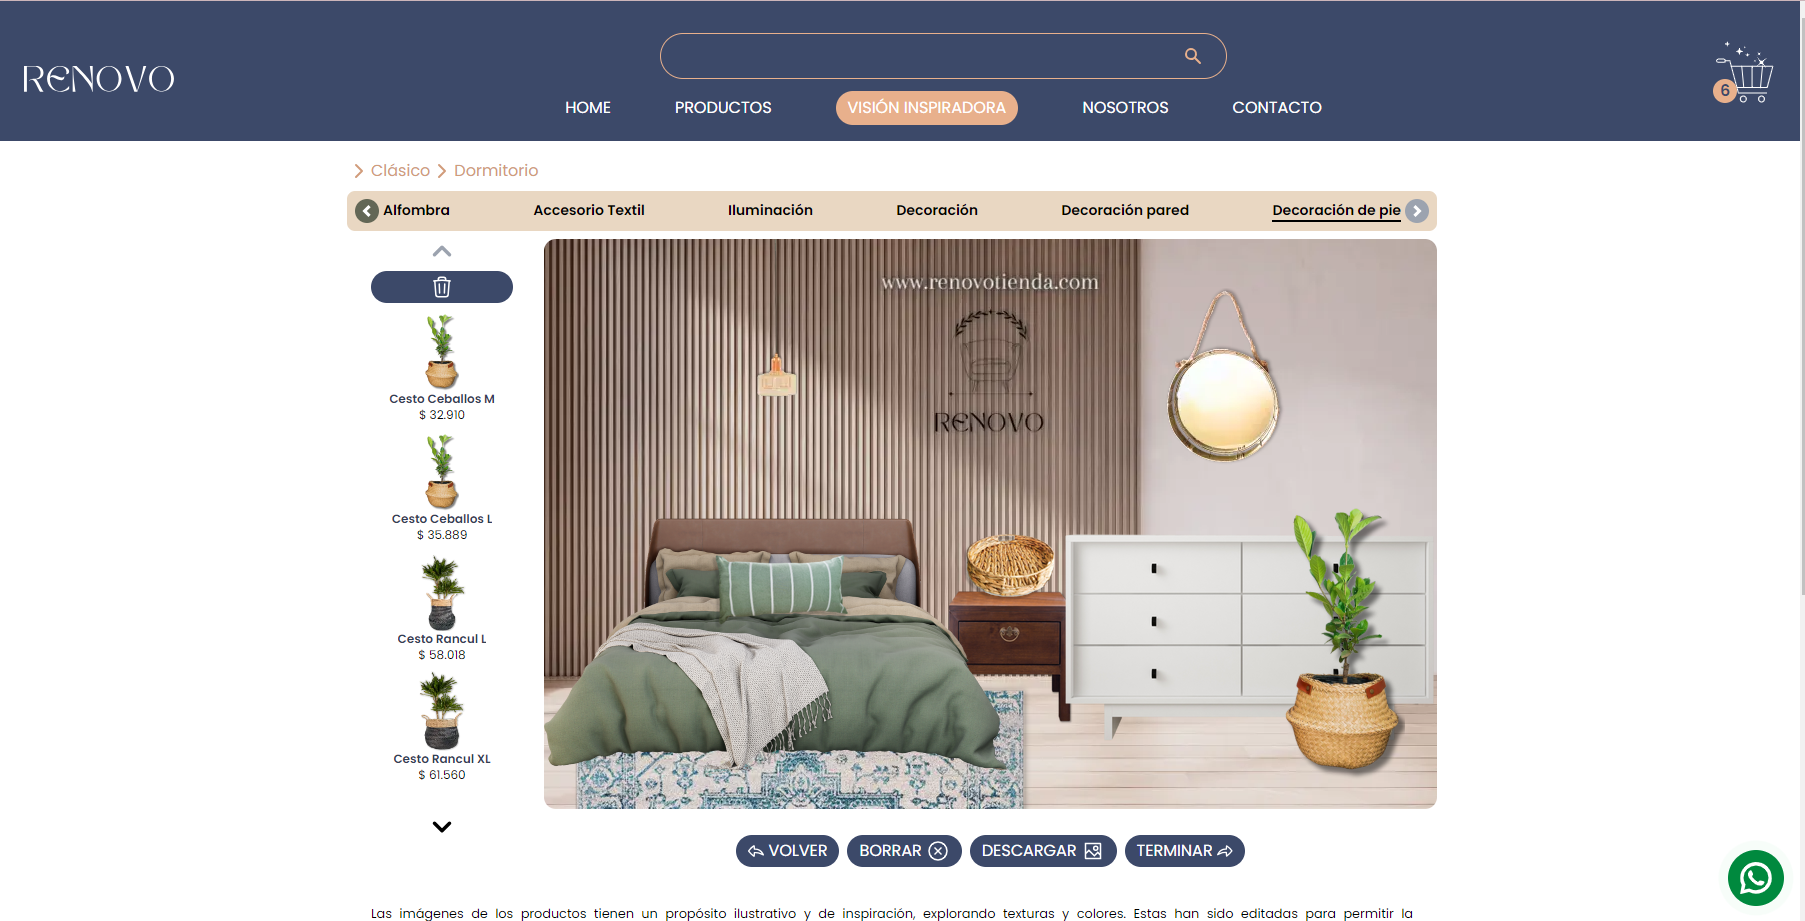 RENOVO
HOME
PRODUCTOS
VISIÓN INSPIRADORA
NOSOTROS
CONTACTO
6
Clásico
Dormitorio
Alfombra
Accesorio Textil
Iluminación
Decoración
Decoración pared
Decoración de pie
www.renovotienda.com
RENOVO
Cesto Ceballos M
$ 32.910
Cesto Ceballos L
$ 35.889
Cesto Rancul L
$ 58.018
Cesto Rancul XL
$ 61.560
VOLVER
BORRAR
DESCARGAR
TERMINAR
Las imágenes de los productos tienen un propósito ilustrativo y de inspiración, explorando texturas y colores. Estas han sido editadas para permitir la